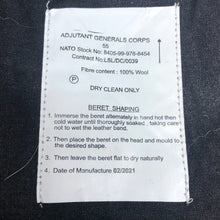 ADJUTANT GENERALS CORPS
55
NATO Stock No: 8405-99-978-8454
Contract No.LSL/DC/0039
Fibre content : 100% Wool
P
DRY CLEAN ONLY
BERET SHAPING
1. Immerse the beret alternately in hand hot then
cold water until thoroughly soaked , taking care
not to wet the leather band.
2. Then place the beret on the head and mould to
the desired shape.
3. Then leave the beret flat to dry naturally
4. Date of Manufacture 02/2021